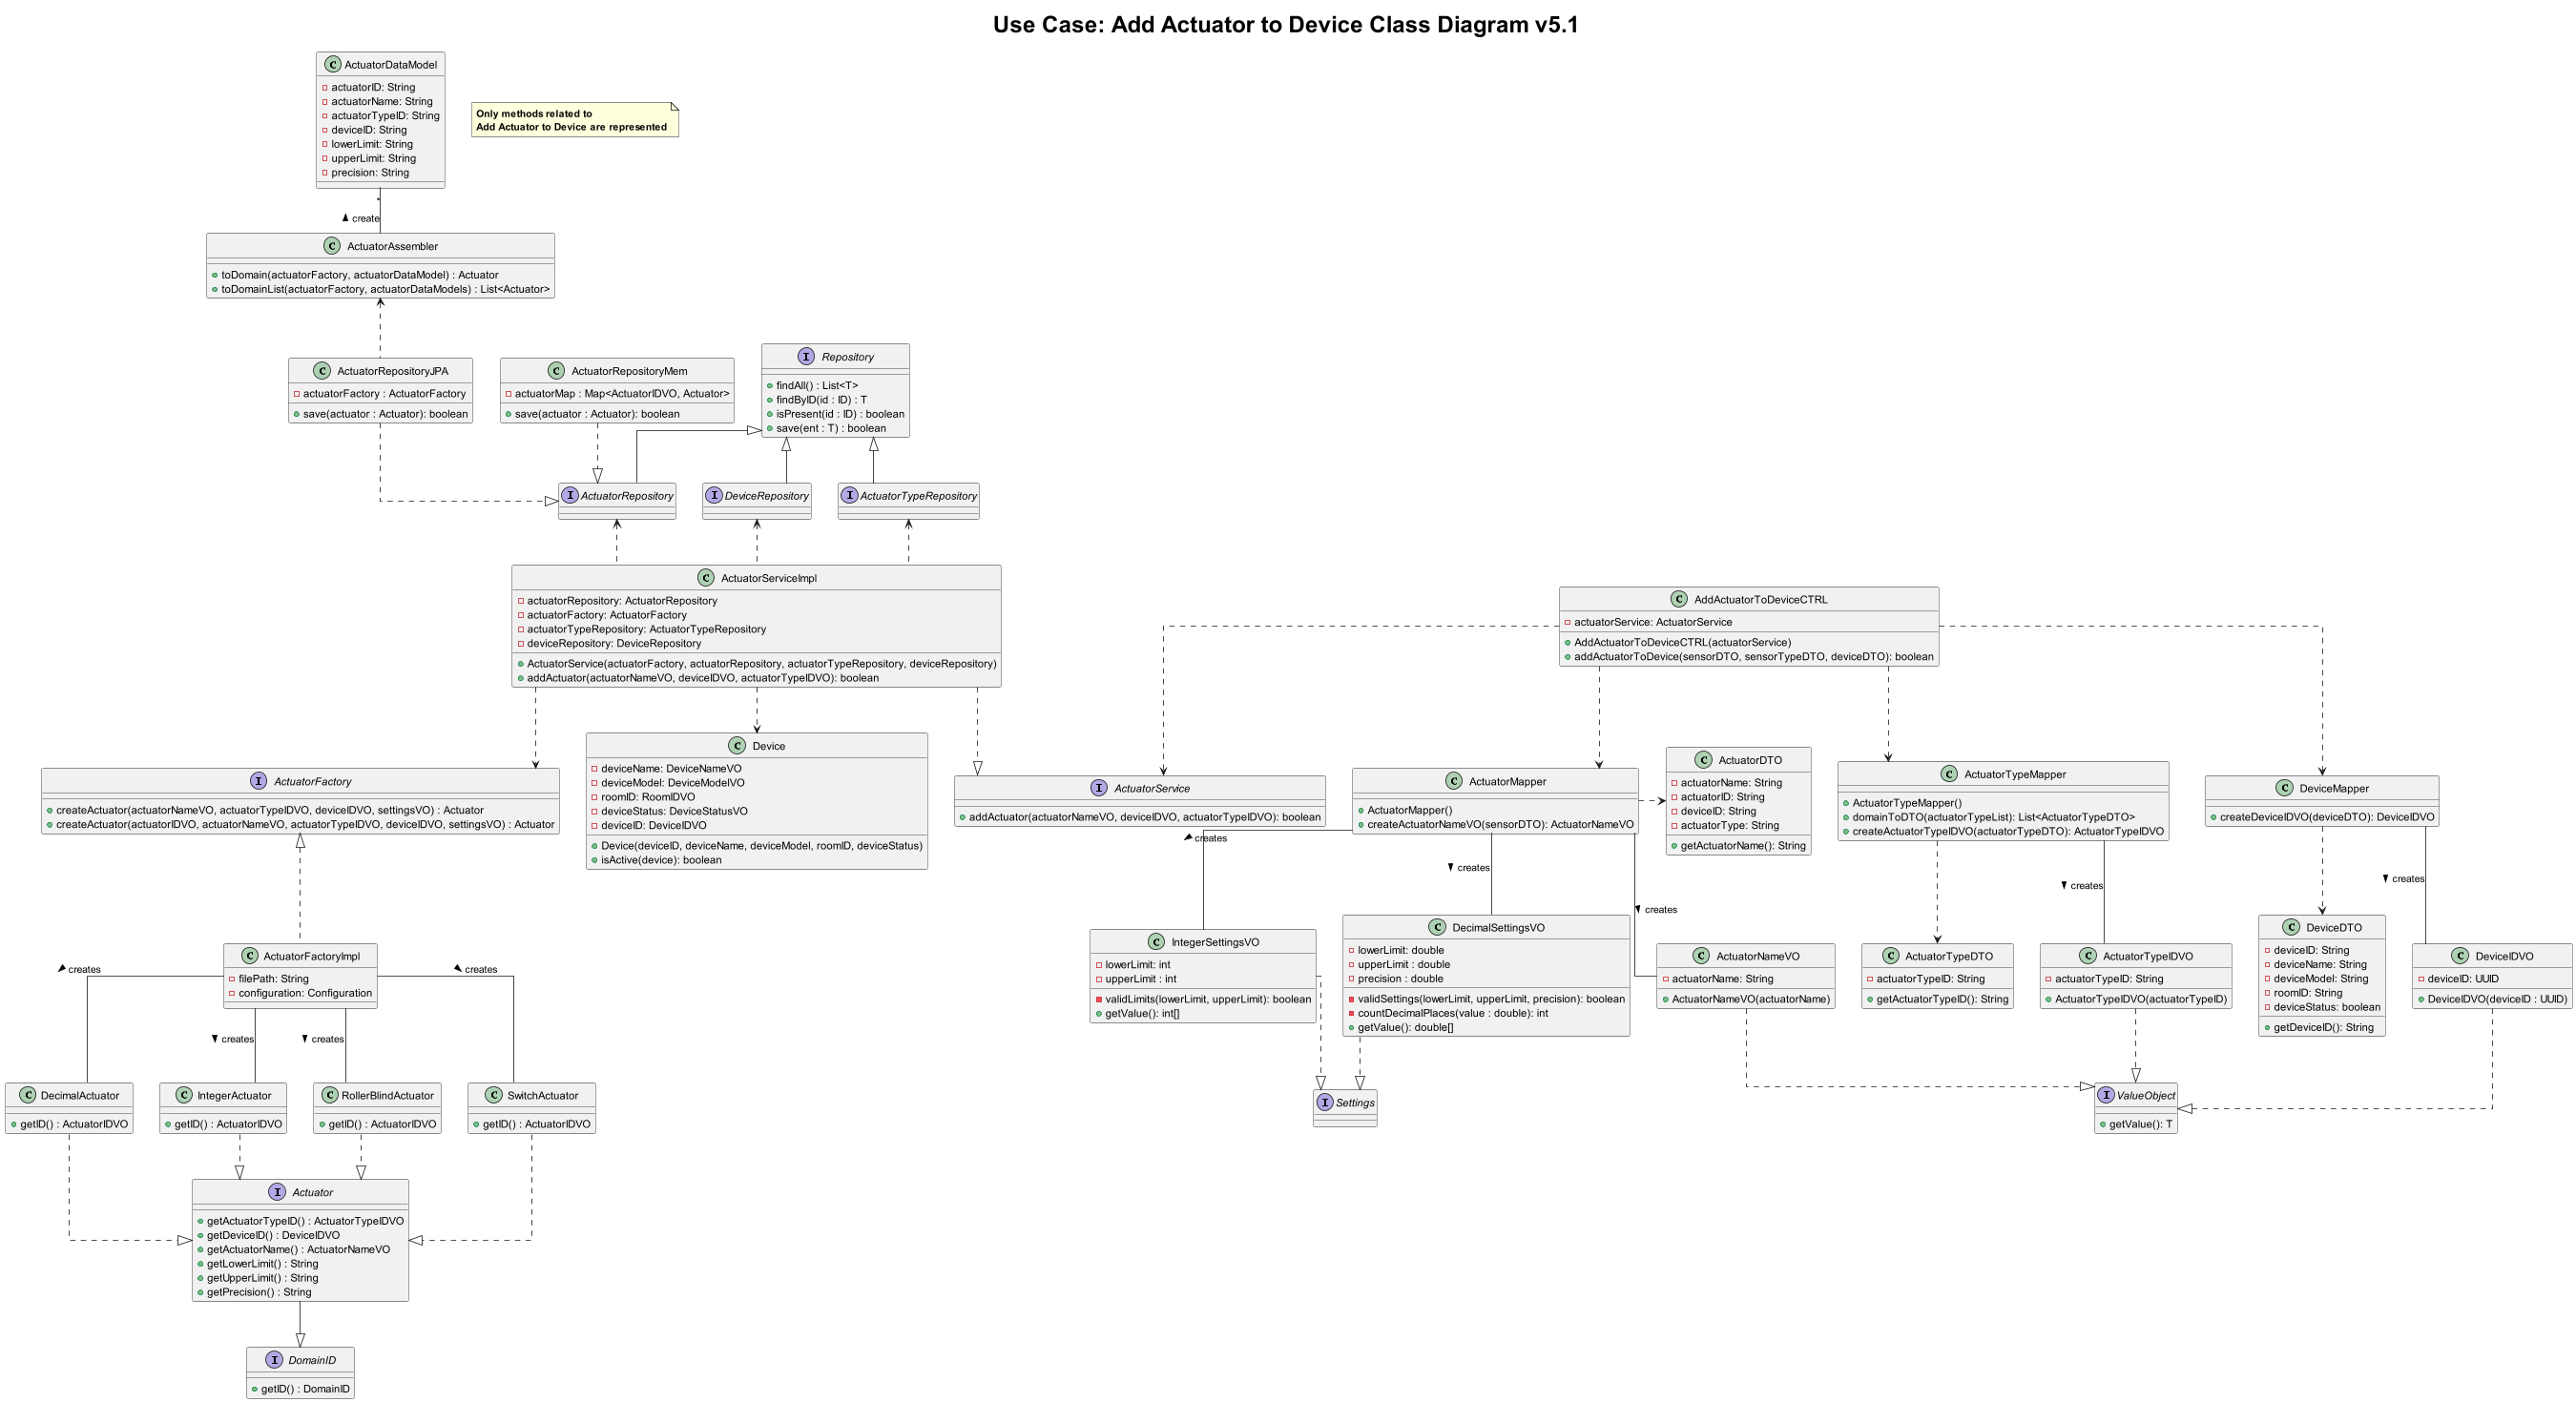 Use Case: Add Actuator to Device Class Diagram v5.1
C ActuatorDataModel
actuatorID: String
actuatorName: String
actuatorTypeID: String
deviceID: String
lowerLimit: String
upperLimit: String
precision: String
Only methods related to
Add Actuator to Device are represented
*
create
C ActuatorAssembler
toDomain(actuatorFactory, actuatorDataModel) : Actuator
toDomainList(actuatorFactory, actuatorDataModels) : List<Actuator>
C ActuatorRepositoryJPA
actuatorFactory : ActuatorFactory
save(actuator : Actuator): boolean
C ActuatorRepositoryMem
actuatorMap : Map<ActuatorIDVO, Actuator>
save(actuator : Actuator): boolean
I Repository
findAll() : List<T>
findByID(id : ID) : T
isPresent(id : ID) : boolean
save(ent : T) : boolean
I ActuatorRepository
I DeviceRepository
I ActuatorTypeRepository
C ActuatorServiceImpl
actuatorRepository: ActuatorRepository
actuatorFactory: ActuatorFactory
actuatorTypeRepository: ActuatorTypeRepository
deviceRepository: DeviceRepository
ActuatorService(actuatorFactory, actuatorRepository, actuatorTypeRepository, deviceRepository)
addActuator(actuatorNameVO, deviceIDVO, actuatorTypeIDVO): boolean
C AddActuatorToDeviceCTRL
actuatorService: ActuatorService
AddActuatorToDeviceCTRL(actuatorService)
addActuatorToDevice(sensorDTO, sensorTypeDTO, deviceDTO): boolean
I ActuatorFactory
createActuator(actuatorNameVO, actuatorTypeIDVO, deviceIDVO, settingsVO) : Actuator
createActuator(actuatorIDVO, actuatorNameVO, actuatorTypeIDVO, deviceIDVO, settingsVO) : Actuator
C Device
deviceName: DeviceNameVO
deviceModel: DeviceModelVO
roomID: RoomIDVO
deviceStatus: DeviceStatusVO
deviceID: DeviceIDVO
Device(deviceID, deviceName, deviceModel, roomID, deviceStatus)
isActive(device): boolean
I ActuatorService
addActuator(actuatorNameVO, deviceIDVO, actuatorTypeIDVO): boolean
C ActuatorMapper
ActuatorMapper()
createActuatorNameVO(sensorDTO): ActuatorNameVO
C ActuatorDTO
actuatorName: String
actuatorID: String
deviceID: String
actuatorType: String
getActuatorName(): String
C ActuatorTypeMapper
ActuatorTypeMapper()
domainToDTO(actuatorTypeList): List<ActuatorTypeDTO>
createActuatorTypeIDVO(actuatorTypeDTO): ActuatorTypeIDVO
C DeviceMapper
createDeviceIDVO(deviceDTO): DeviceIDVO
creates
creates
creates
creates
creates
C ActuatorFactoryImpl
filePath: String
configuration: Configuration
creates
creates
creates
creates
C IntegerSettingsVO
lowerLimit: int
upperLimit : int
validLimits(lowerLimit, upperLimit): boolean
getValue(): int[]
C DecimalSettingsVO
lowerLimit: double
upperLimit : double
precision : double
validSettings(lowerLimit, upperLimit, precision): boolean
countDecimalPlaces(value : double): int
getValue(): double[]
C ActuatorNameVO
actuatorName: String
ActuatorNameVO(actuatorName)
C ActuatorTypeDTO
actuatorTypeID: String
getActuatorTypeID(): String
C ActuatorTypeIDVO
actuatorTypeID: String
ActuatorTypeIDVO(actuatorTypeID)
C DeviceDTO
deviceID: String
deviceName: String
deviceModel: String
roomID: String
deviceStatus: boolean
getDeviceID(): String
C DeviceIDVO
deviceID: UUID
DeviceIDVO(deviceID : UUID)
C DecimalActuator
getID() : ActuatorIDVO
C IntegerActuator
getID() : ActuatorIDVO
C RollerBlindActuator
getID() : ActuatorIDVO
C SwitchActuator
getID() : ActuatorIDVO
I Settings
I ValueObject
getValue(): T
I Actuator
getActuatorTypeID() : ActuatorTypeIDVO
getDeviceID() : DeviceIDVO
getActuatorName() : ActuatorNameVO
getLowerLimit() : String
getUpperLimit() : String
getPrecision() : String
I DomainID
getID() : DomainID